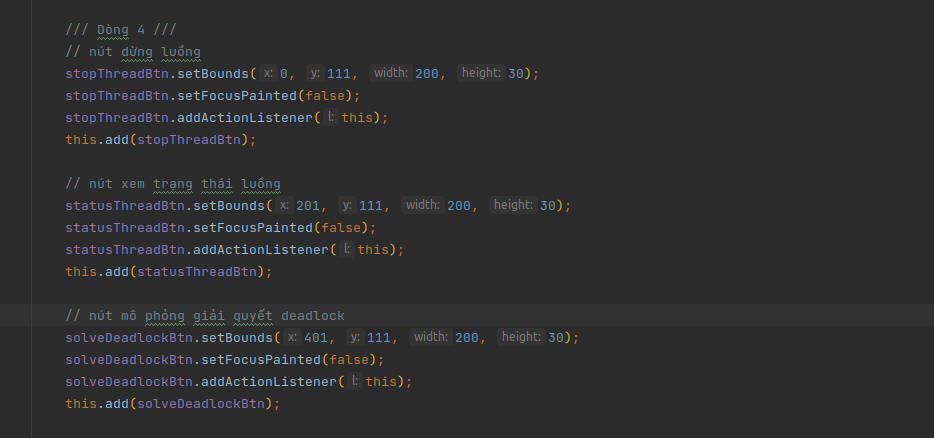 /// Dòng 4 ///
// nút dừng luồng
stopThreadBtn.setBounds( x: 0, y: 111, width: 200, height: 30);
stopThreadBtn.setFocusPainted(false);
stopThreadBtn.addActionListener( l: this);
this.add(stopThreadBtn);
// nút xem trạng thái luồng
statusThreadBtn.setBounds( x: 201, y: 111, width: 200, height: 30);
statusThreadBtn.setFocusPainted(false);
statusThreadBtn.addActionListener( l: this);
this.add(statusThreadBtn);
// nút mô phỏng giải quyết deadlock
solveDeadlockBtn.setBounds( x: 401, y: 111, width: 200, height: 30);
solveDeadlockBtn.setFocusPainted(false);
solveDeadlockBtn.addActionListener( l: this);
this.add(solveDeadlockBtn);